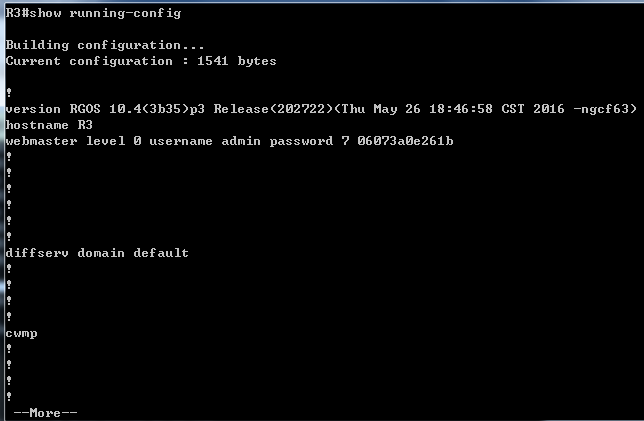 R3#show running-config
Building configuration...
Current configuration : 1541 bytes
!
version RGOS 10.4(3b35)p3 Release(202722)(Thu May 26 18:46:58 CST 2016 -ngcf63)
hostname R3
webmaster level 0 username admin password 7 06073a0e261b
!
!
!
!
!
!
diffserv domain default
!
!
!
!
cwmp
!
!
!
!
--More--